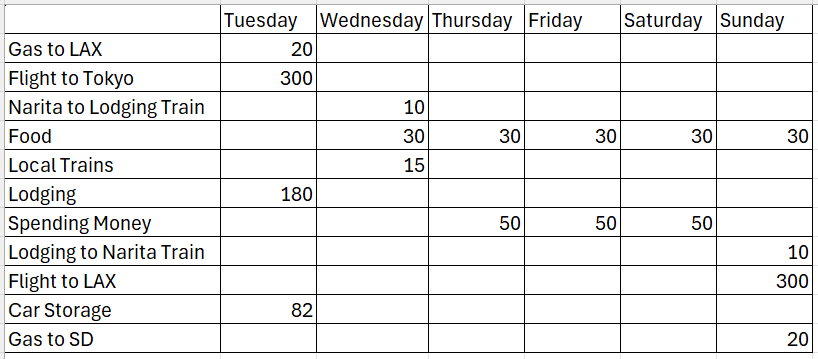 Tuesday Wednesday Thursday Friday Saturday Sunday
Gas to LAX 20
Flight to Tokyo 300
Narita to Lodging Train 10
Food 30 30 30 30 30
Local Trains 15
Lodging 180
Spending Money 50 50 50
Lodging to Narita Train 10
Flight to LAX 300
Car Storage 82
Gas to SD 20